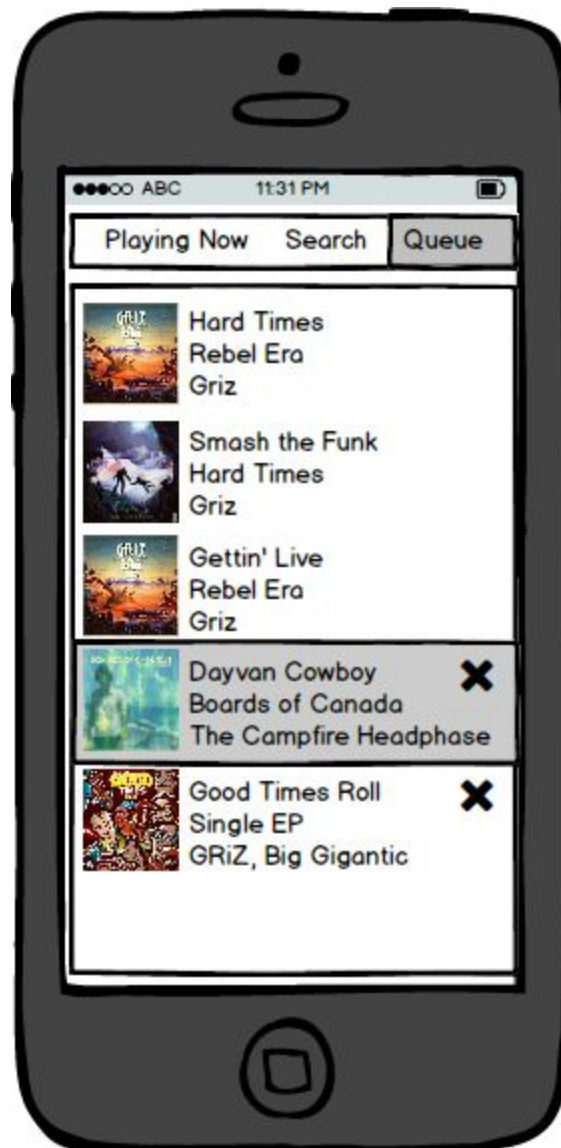 ABC 11:31 PM
Playing Now Search Queue
Hard Times
Rebel Era
Griz
Smash the Funk
Hard Times
Griz
Gettin' Live
Rebel Era
Griz
Dayvan Cowboy
Boards of Canada
The Campfire Headphase
Good Times Roll
Single EP
GRiZ, Big Gigantic